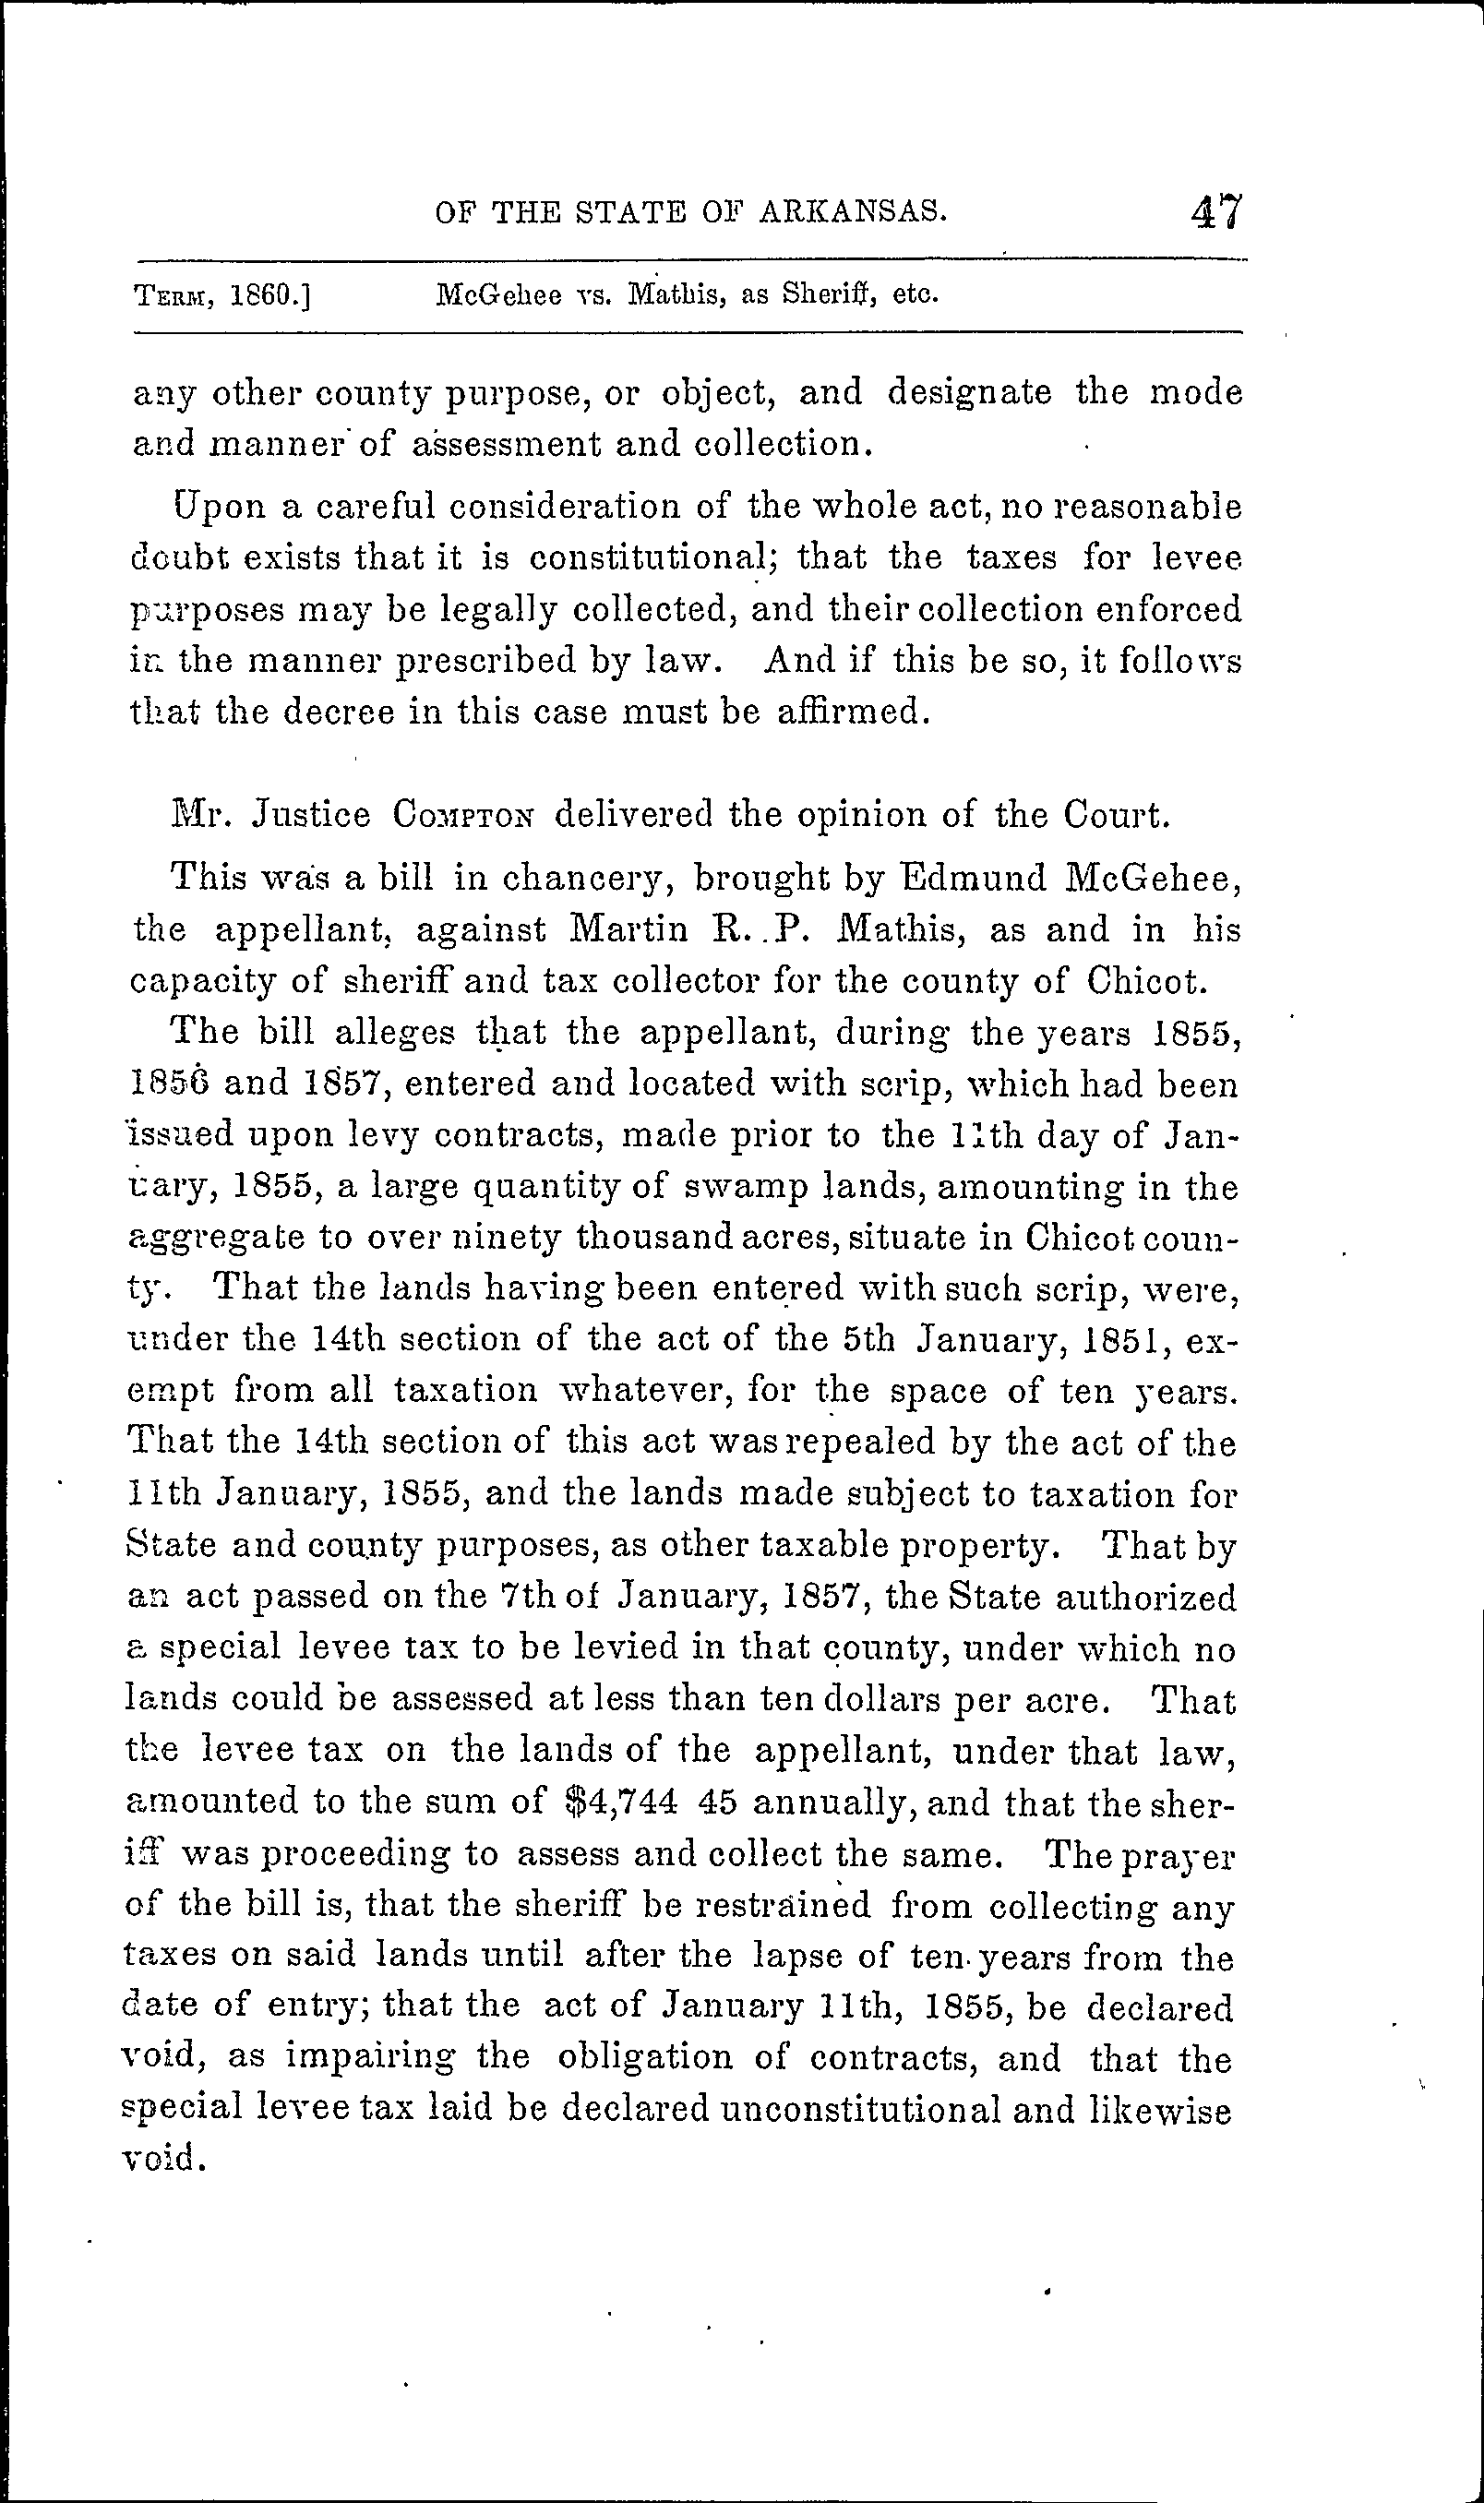 OF THE STATE OF ARKANSAS. 47
TERM, 1860.] McGehee vs. Mathis, as Sheriff, etc.
any other county purpose, or object, and designate the mode
and manner of assessment and collection.
Upon a careful consideration of the whole act, no reasonable
doubt exists that it is constitutional; that the taxes for levee
purposes may be legally collected, and their collection enforced
in the manner prescribed by law. And if this be so, it follows
that the decree in this case must be affirmed.
Mr. Justice COMPTON delivered the opinion of the Court.
This was a bill in chancery, brought by Edmund McGehee,
the appellant, against Martin R. P. Mathis, as and in his
capacity of sheriff and tax collector for the county of Chicot.
The bill alleges that the appellant, during the years 1855,
1856 and 1857, entered and located with scrip, which had been
issued upon levy contracts, made prior to the 11th day of Jan-
uary, 1855, a large quantity of swamp lands, amounting in the
aggregate to over ninety thousand acres, situate in Chicot coun-
ty. That the lands having been entered with such scrip, were,
under the 14th section of the act of the 5th January, 1851, ex-
empt from all taxation whatever, for the space of ten years.
That the 14th section of this act was repealed by the act of the
11th January, 1855, and the lands made subject to taxation for
State and county purposes, as other taxable property. That by
an act passed on the 7th of January, 1857, the State authorized
a special levee tax to be levied in that county, under which no
lands could be assessed at less than ten dollars per acre. That
the levee tax on the lands of the appellant, under that law,
amounted to the sum of $4,744 45 annually, and that the sher-
iff was proceeding to assess and collect the same. The prayer
of the bill is, that the sheriff be restrained from collecting any
taxes on said lands until after the lapse of ten years from the
date of entry; that the act of January 11th, 1855, be declared
void, as impairing the obligation of contracts, and that the
special levee tax laid be declared unconstitutional and likewise
void.